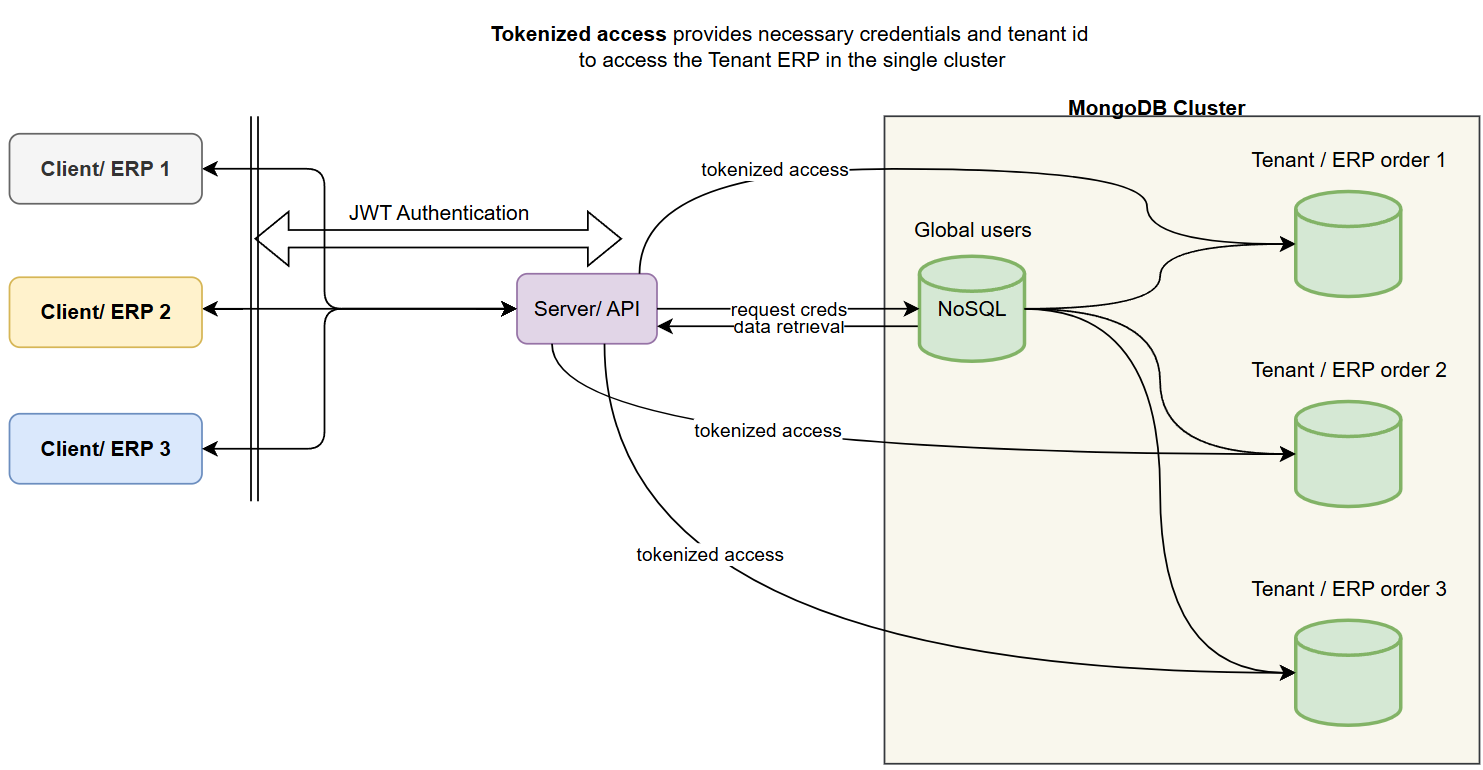 Tokenized access provides necessary credentials and tenant id
to access the Tenant ERP in the single cluster
MongoDB Cluster
Client/ ERP 1
tokenized access
Tenant / ERP order 1
JWT Authentication
Global users
Client/ ERP 2
Server/ API
request creds
NoSQL
data retrieval
Tenant / ERP order 2
tokenized access
Client/ ERP 3
tokenized access
Tenant / ERP order 3